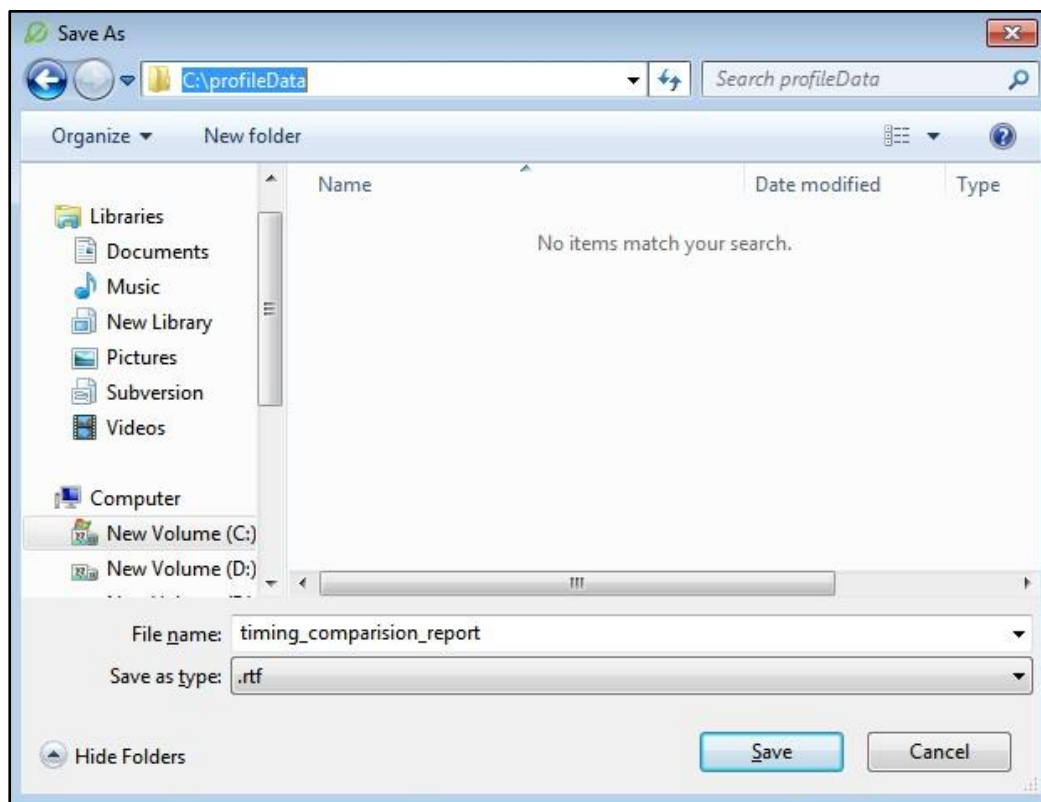 Save As
C:\profileData
Search profileData
Organize
New folder
Name
Date modified
Type
No items match your search.
Libraries
Documents
Music
New Library
Pictures
Subversion
Videos
Computer
New Volume (C:)
New Volume (D:)
File name: timing_comparision_report
Save as type: .rtf
Hide Folders
Save
Cancel